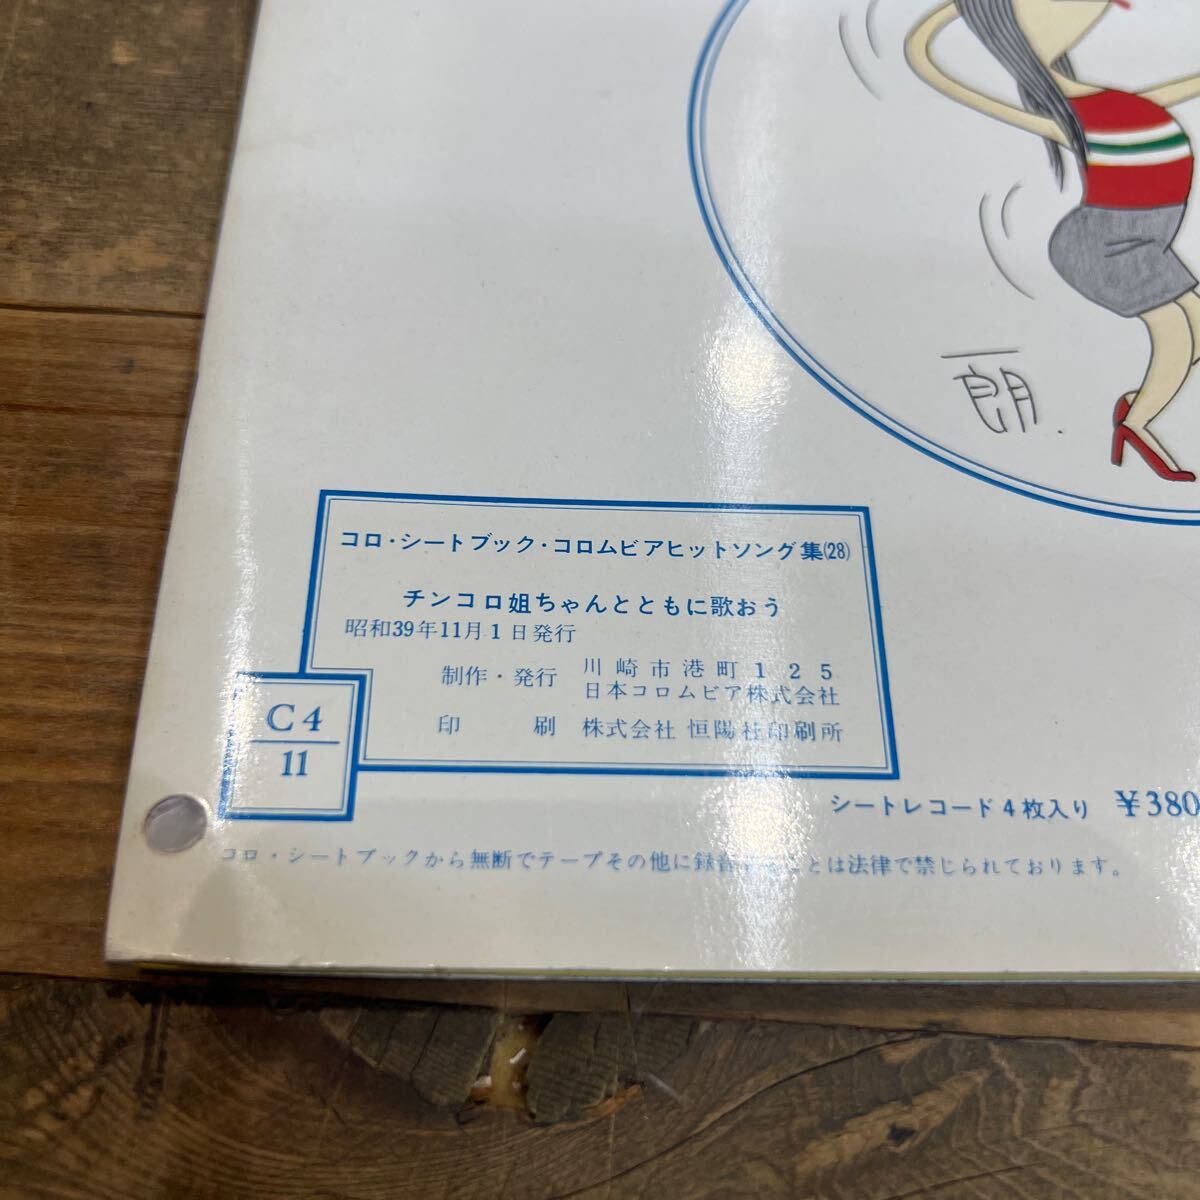 一朗.
コロ・シートブック・コロムビアヒットソング集(28)
チンコロ姐ちゃんとともに歌おう
昭和39年11月1日発行
制作・発行 川崎市港町125
日本コロムビア株式会社
印刷 株式会社 恒陽社印刷所
C4
11
シートレコード4枚入り ¥380
コロ・シートブックから無断でテープその他に録音することは法律で禁じられております。